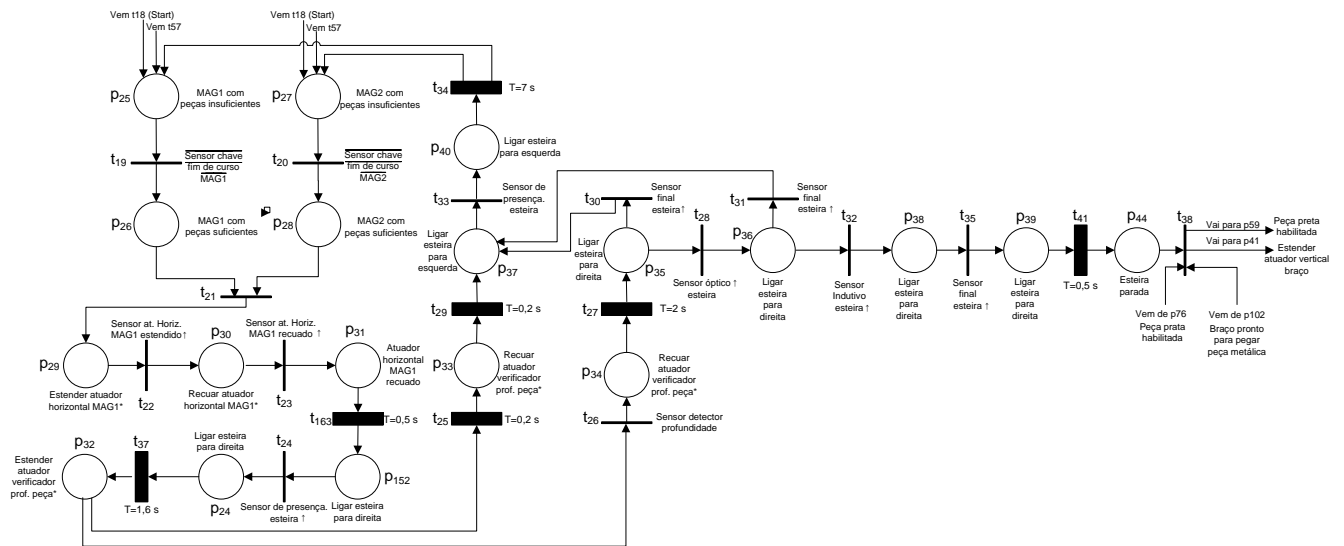 Vem t18 (Start)
Vem t57
Vem t18 (Start)
Vem t57
p25
MAG1 com
peças insuficientes
p27
MAG2 com
peças insuficientes
t34
T=7 s
t19
Sensor chave
fim de curso
MAG1
t20
Sensor chave
fim de curso
MAG2
p40
Ligar esteira
para esquerda
p26
MAG1 com
peças suficientes
p28
MAG2 com
peças suficientes
t33
Sensor de
presença.
esteira
Ligar
esteira
para
esquerda
p37
t30
Sensor
final
esteira↑
Ligar
esteira
para
direita
p35
t28
Sensor óptico ↑
esteira
t31
Sensor
final
esteira ↑
p36
Ligar
esteira
para
direita
t32
Sensor
Indutivo
esteira ↑
p38
Ligar
esteira
para
direita
t35
Sensor
final
esteira ↑
p39
Ligar
esteira
para
direita
t41
T=0,5 s
p44
Esteira
parada
t38
Vai para p59
Peça preta
habilitada
Vai para p41
Estender
atuador vertical
braço
Vem de p76
Peça prata
habilitada
Vem de p102
Braço pronto
para pegar
peça metálica
t21
p29
Estender atuador
horizontal MAG1*
Sensor at. Horiz.
MAG1 estendido↑
t22
p30
Recuar atuador
horizontal MAG1*
Sensor at. Horiz.
MAG1 recuado ↑
t23
p31
Atuador
horizontal
MAG1
recuado
t163
T=0,5 s
t29
T=0,2 s
p33
Recuar
atuador
verificador
prof. peça*
t25
T=0,2 s
t27
T=2 s
p34
Recuar
atuador
verificador
prof. peça*
t26
Sensor detector
profundidade
p32
Estender
atuador
verificador
prof. peça*
t37
T=1,6 s
Ligar esteira
para direita
p24
t24
Sensor de presença.
esteira ↑
p152
Ligar esteira
para direita